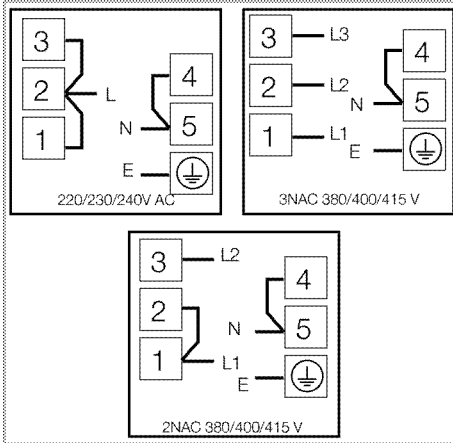 3
2 L
1
4
N 5
E
220/230/240V AC
3 L3
2 L2
1 L1
4
N 5
E
3NAC 380/400/415 V
3 L2
2
1 L1
4
N 5
E
2NAC 380/400/415 V